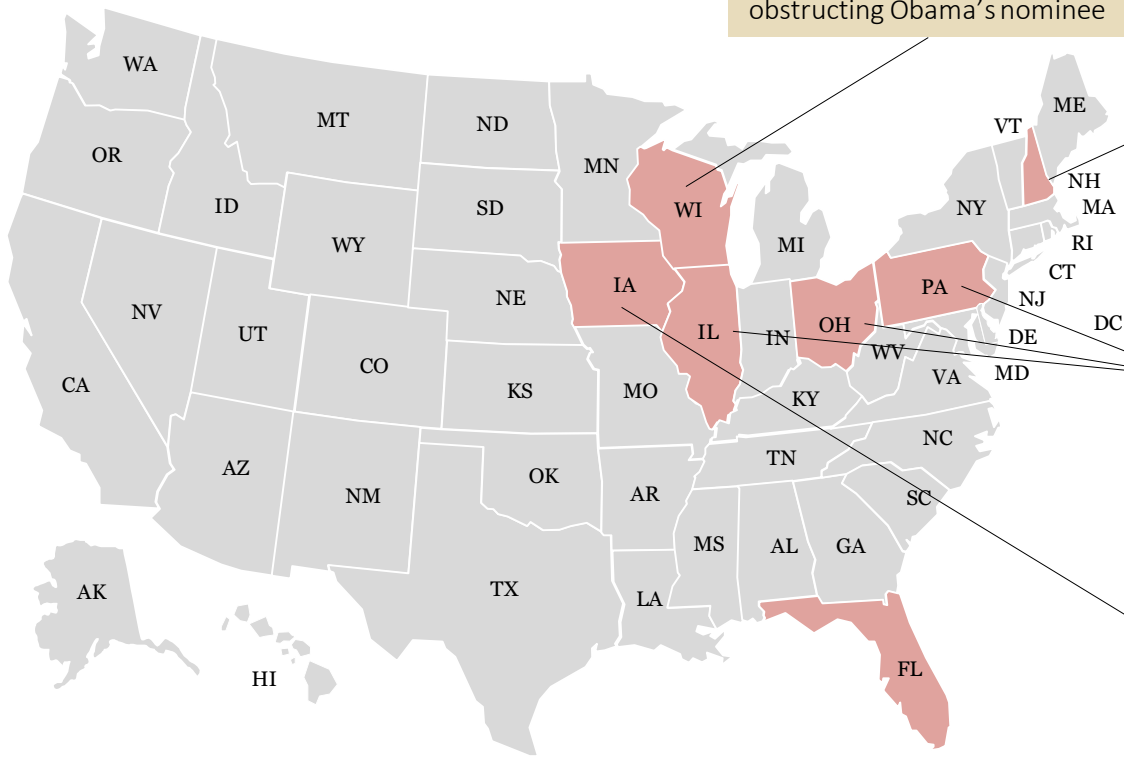 obstructing Obama's nominee
WA
MT
ND
MN
ME
VT
OR
ID
SD
WI
NH
MA
NY
WY
MI
RI
CT
IA
NE
PA
NJ
NV
UT
IL
IN
OH
DC
DE
CO
WV
MD
CA
KS
MO
KY
VA
NC
AZ
NM
OK
TN
AR
SC
MS
AL
GA
AK
TX
LA
HI
FL